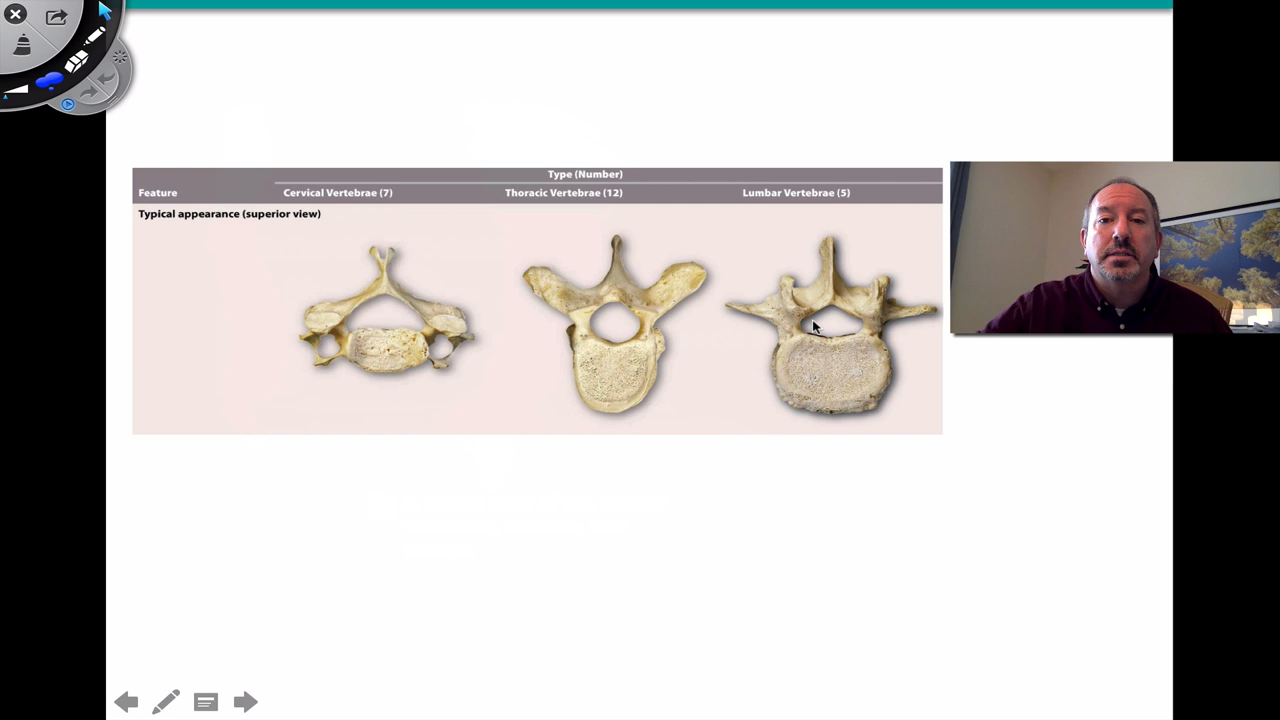 Type (Number)
Feature Cervical Vertebrae (7) Thoracic Vertebrae (12) Lumbar Vertebrae (5)
Typical appearance (superior view)